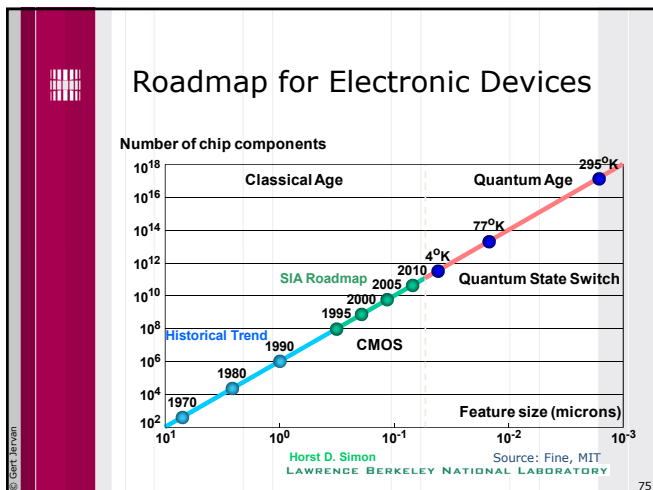 Roadmap for Electronic Devices
Number of chip components
295°K
10^18
Classical Age Quantum Age
10^16
77°K
10^14
4°K
10^12
2010
SIA Roadmap Quantum State Switch
2005
10^10
2000
1995
10^8
Historical Trend CMOS
1990
10^6
1980
10^4
1970
Feature size (microns)
10^2
10^1 10^0 10^-1 10^-2 10^-3
Horst D. Simon Source: Fine, MIT
LAWRENCE BERKELEY NATIONAL LABORATORY
© Gert Jervan
75